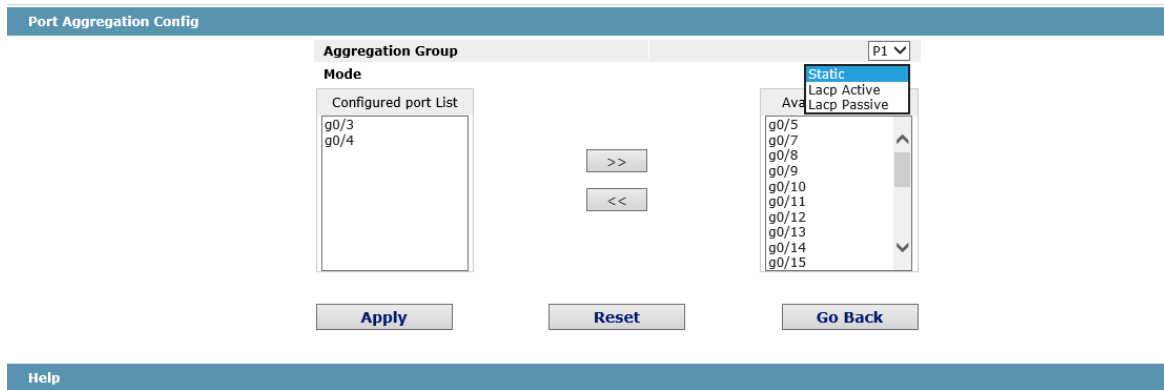 Port Aggregation Config
Aggregation Group P1
Mode
Static
Lacp Active
Lacp Passive
Configured port List
Ava
g0/3
g0/4
>>
<<
g0/5
g0/7
g0/8
g0/9
g0/10
g0/11
g0/12
g0/13
g0/14
g0/15
Apply Reset Go Back
Help